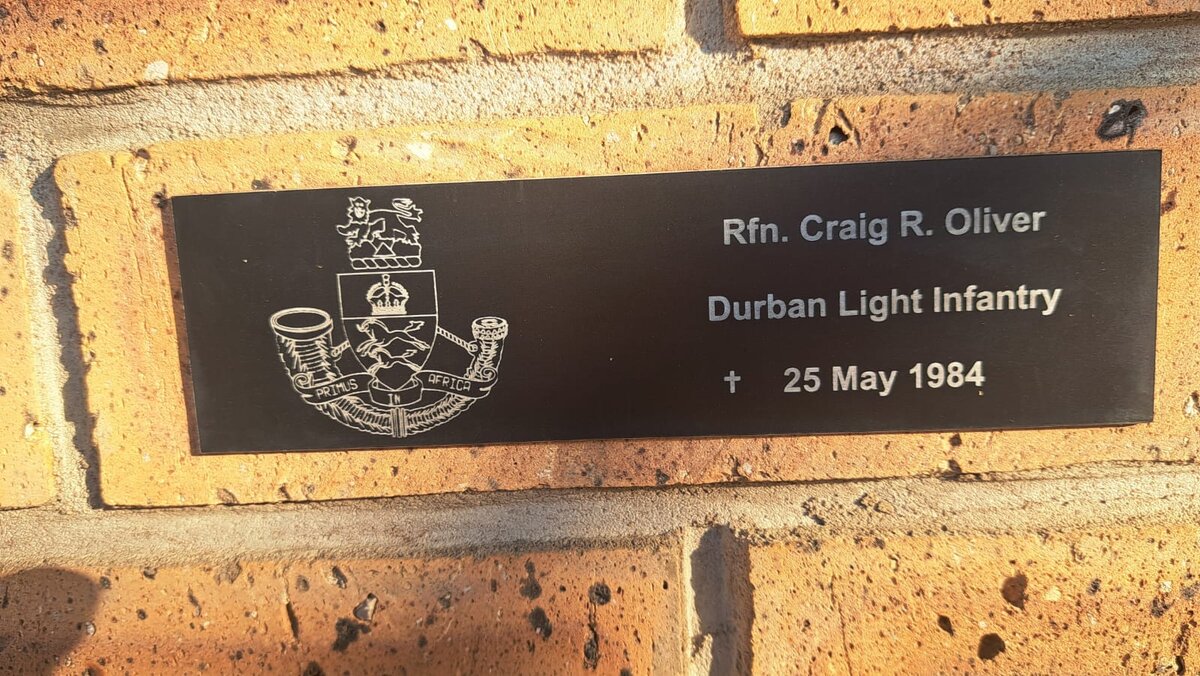 PRIMUS IN AFRICA
Rfn. Craig R. Oliver
Durban Light Infantry
† 25 May 1984